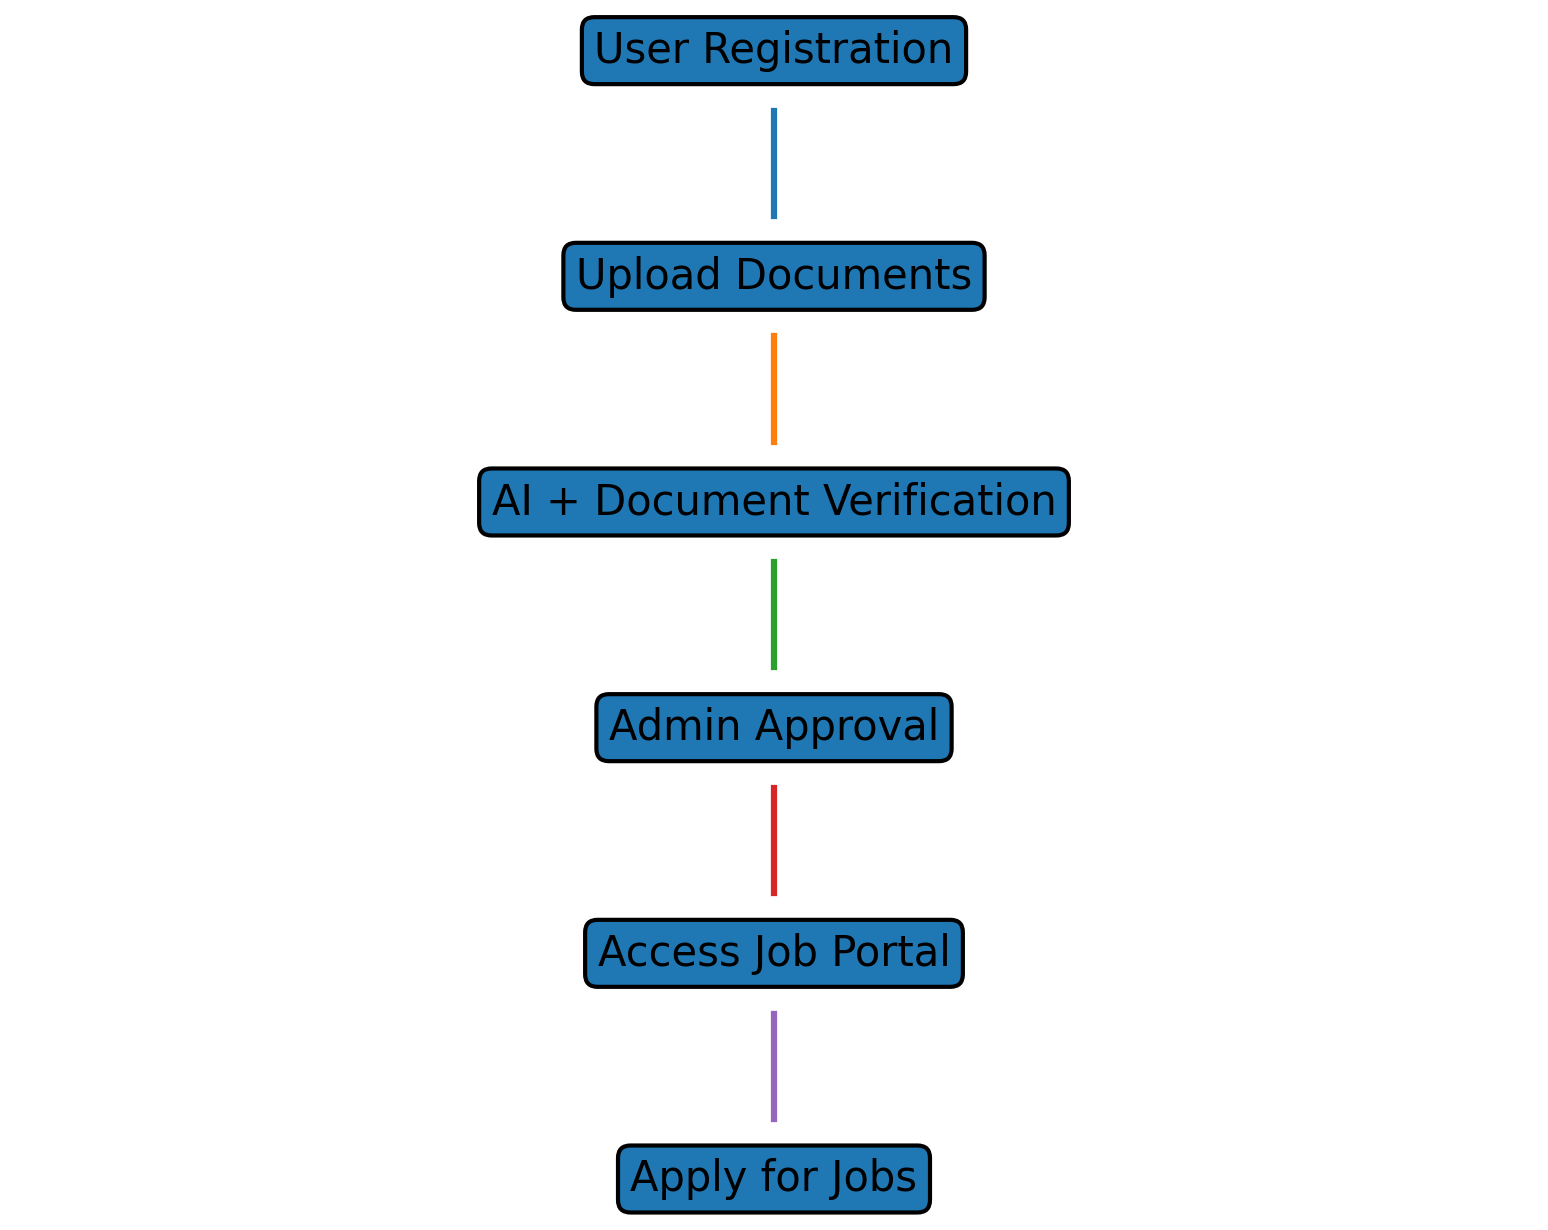 User Registration
Upload Documents
AI + Document Verification
Admin Approval
Access Job Portal
Apply for Jobs